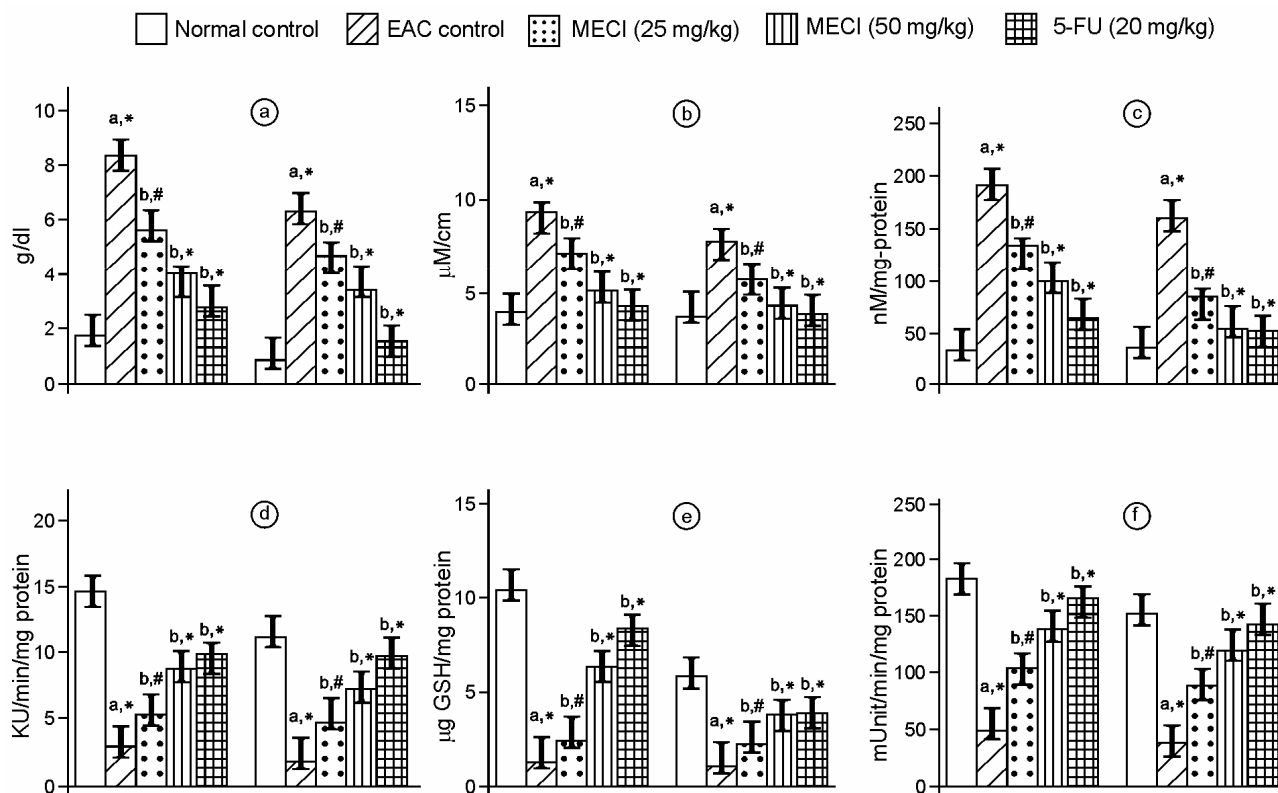 Normal control EAC control MECI (25 mg/kg) MECI (50 mg/kg) 5-FU (20 mg/kg)
a
g/dl
10
8
6
4
2
0
a,* b,# b,* b,*
a,* b,# b,* b,*
b
µM/cm
15
10
5
0
a,* b,# b,* b,*
a,* b,# b,* b,*
c
nM/mg-protein
250
200
150
100
50
0
a,* b,# b,* b,*
a,* b,# b,* b,*
d
KU/min/mg protein
20
15
10
5
0
a,* b,# b,* b,*
a,* b,# b,* b,*
e
µg GSH/mg protein
15
10
5
0
a,* b,# b,* b,*
a,* b,# b,* b,*
f
mUnit/min/mg protein
250
200
150
100
50
0
a,* b,# b,* b,*
a,* b,# b,* b,*